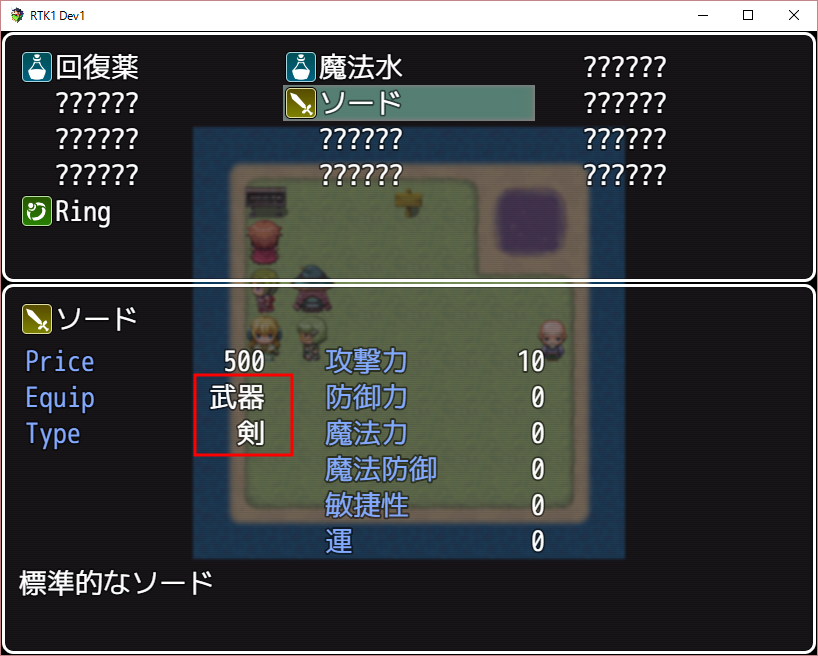 RTK1 Dev1
回復薬 魔法水 ??????
?????? ソード ??????
?????? ?????? ??????
?????? ?????? ??????
Ring
ソード
Price 500 攻撃力 10
Equip 武器 防御力 0
Type 剣 魔法力 0
魔法防御 0
敏捷性 0
運 0
標準的なソード